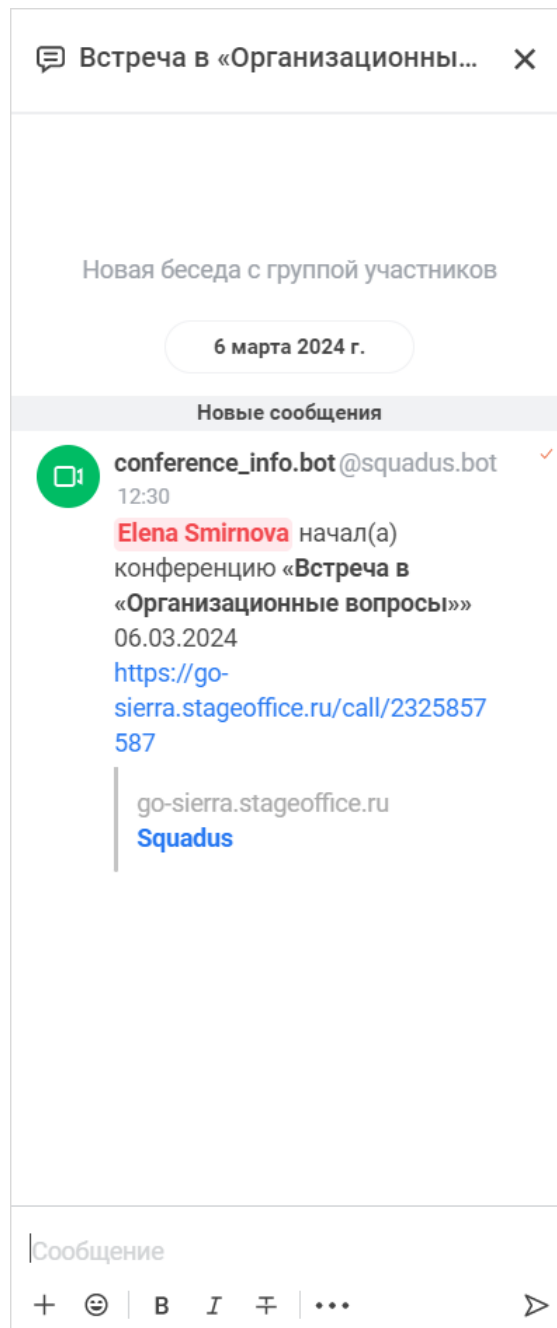 Встреча в «Организационны...
Новая беседа с группой участников
6 марта 2024 г.
Новые сообщения
conference_info.bot @squadus.bot
12:30
Elena Smirnova начал(а)
конференцию «Встреча в
«Организационные вопросы»»
06.03.2024
https://go-
sierra.stageoffice.ru/call/2325857
587
go-sierra.stageoffice.ru
Squadus
Сообщение
B I T